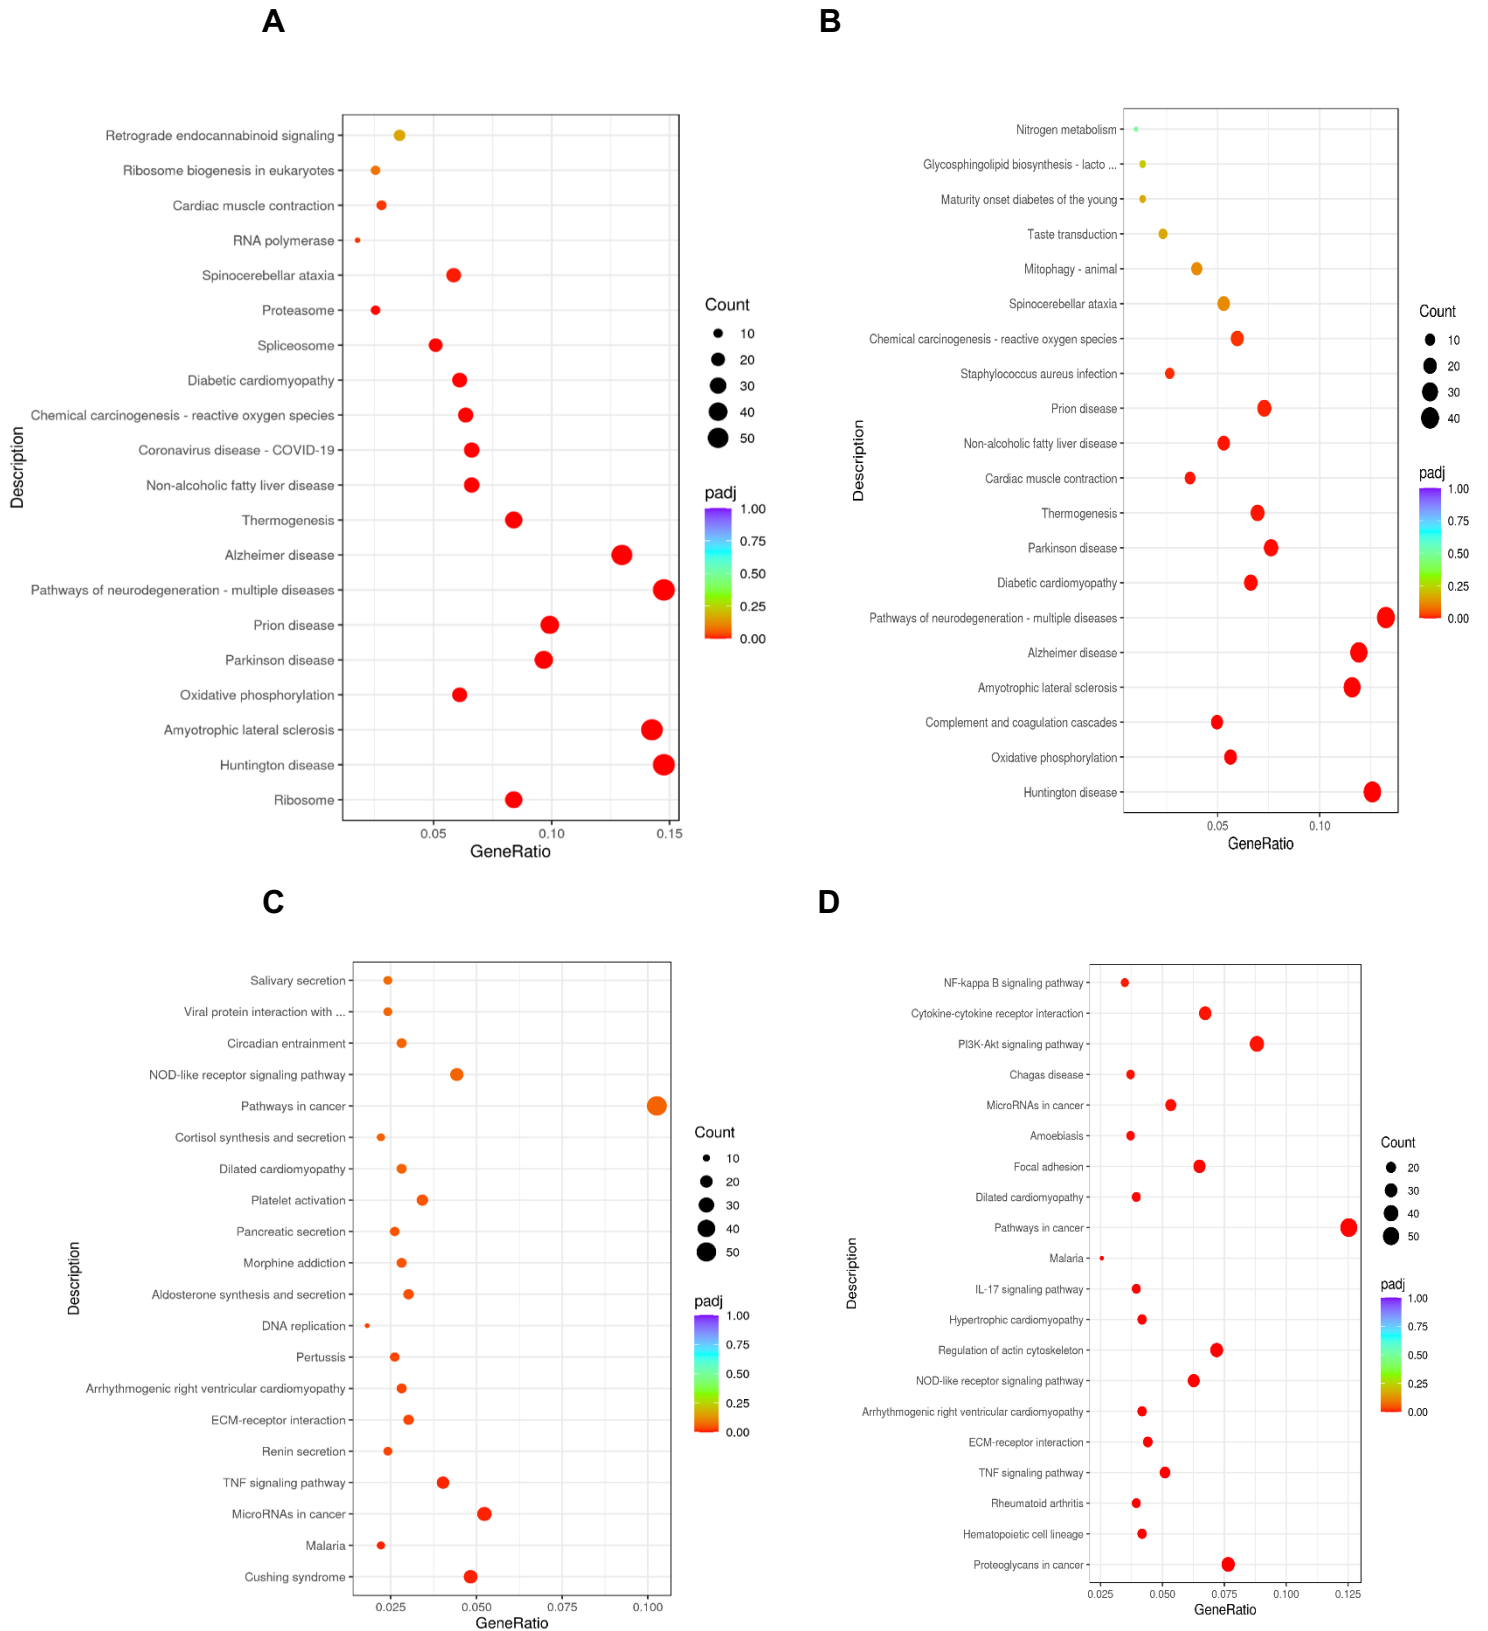 A
Retrograde endocannabinoid signaling
Ribosome biogenesis in eukaryotes
Cardiac muscle contraction
RNA polymerase
Spinocerebellar ataxia
Proteasome
Spliceosome
Diabetic cardiomyopathy
Chemical carcinogenesis - reactive oxygen species
Coronavirus disease - COVID-19
Non-alcoholic fatty liver disease
Thermogenesis
Alzheimer disease
Pathways of neurodegeneration - multiple diseases
Prion disease
Parkinson disease
Oxidative phosphorylation
Amyotrophic lateral sclerosis
Huntington disease
Ribosome
Description
0.05 0.10 0.15
GeneRatio
Count
10
20
30
40
50
padj
1.00
0.75
0.50
0.25
0.00
B
Nitrogen metabolism
Glycosphingolipid biosynthesis - lacto ...
Maturity onset diabetes of the young
Taste transduction
Mitophagy - animal
Spinocerebellar ataxia
Chemical carcinogenesis - reactive oxygen species
Staphylococcus aureus infection
Prion disease
Non-alcoholic fatty liver disease
Cardiac muscle contraction
Thermogenesis
Parkinson disease
Diabetic cardiomyopathy
Pathways of neurodegeneration - multiple diseases
Alzheimer disease
Amyotrophic lateral sclerosis
Complement and coagulation cascades
Oxidative phosphorylation
Huntington disease
Description
0.05 0.10
GeneRatio
Count
10
20
30
40
padj
1.00
0.75
0.50
0.25
0.00
C
Salivary secretion
Viral protein interaction with ...
Circadian entrainment
NOD-like receptor signaling pathway
Pathways in cancer
Cortisol synthesis and secretion
Dilated cardiomyopathy
Platelet activation
Pancreatic secretion
Morphine addiction
Aldosterone synthesis and secretion
DNA replication
Pertussis
Arrhythmogenic right ventricular cardiomyopathy
ECM-receptor interaction
Renin secretion
TNF signaling pathway
MicroRNAs in cancer
Malaria
Cushing syndrome
Description
0.025 0.050 0.075 0.100
GeneRatio
Count
10
20
30
40
50
padj
1.00
0.75
0.50
0.25
0.00
D
NF-kappa B signaling pathway
Cytokine-cytokine receptor interaction
PI3K-Akt signaling pathway
Chagas disease
MicroRNAs in cancer
Amoebiasis
Focal adhesion
Dilated cardiomyopathy
Pathways in cancer
Malaria
IL-17 signaling pathway
Hypertrophic cardiomyopathy
Regulation of actin cytoskeleton
NOD-like receptor signaling pathway
Arrhythmogenic right ventricular cardiomyopathy
ECM-receptor interaction
TNF signaling pathway
Rheumatoid arthritis
Hematopoietic cell lineage
Proteoglycans in cancer
Description
0.025 0.050 0.075 0.100 0.125
GeneRatio
Count
20
30
40
50
padj
1.00
0.75
0.50
0.25
0.00